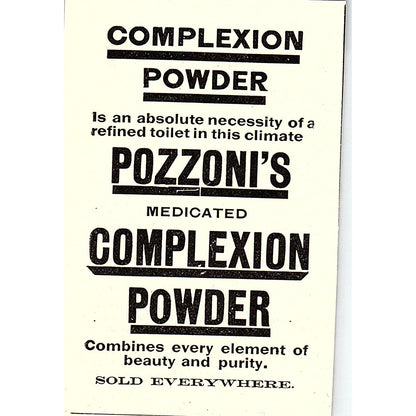 COMPLEXION
POWDER
Is an absolute necessity of a
refined toilet in this climate
POZZONI'S
MEDICATED
COMPLEXION
POWDER
Combines every element of
beauty and purity.
SOLD EVERYWHERE.